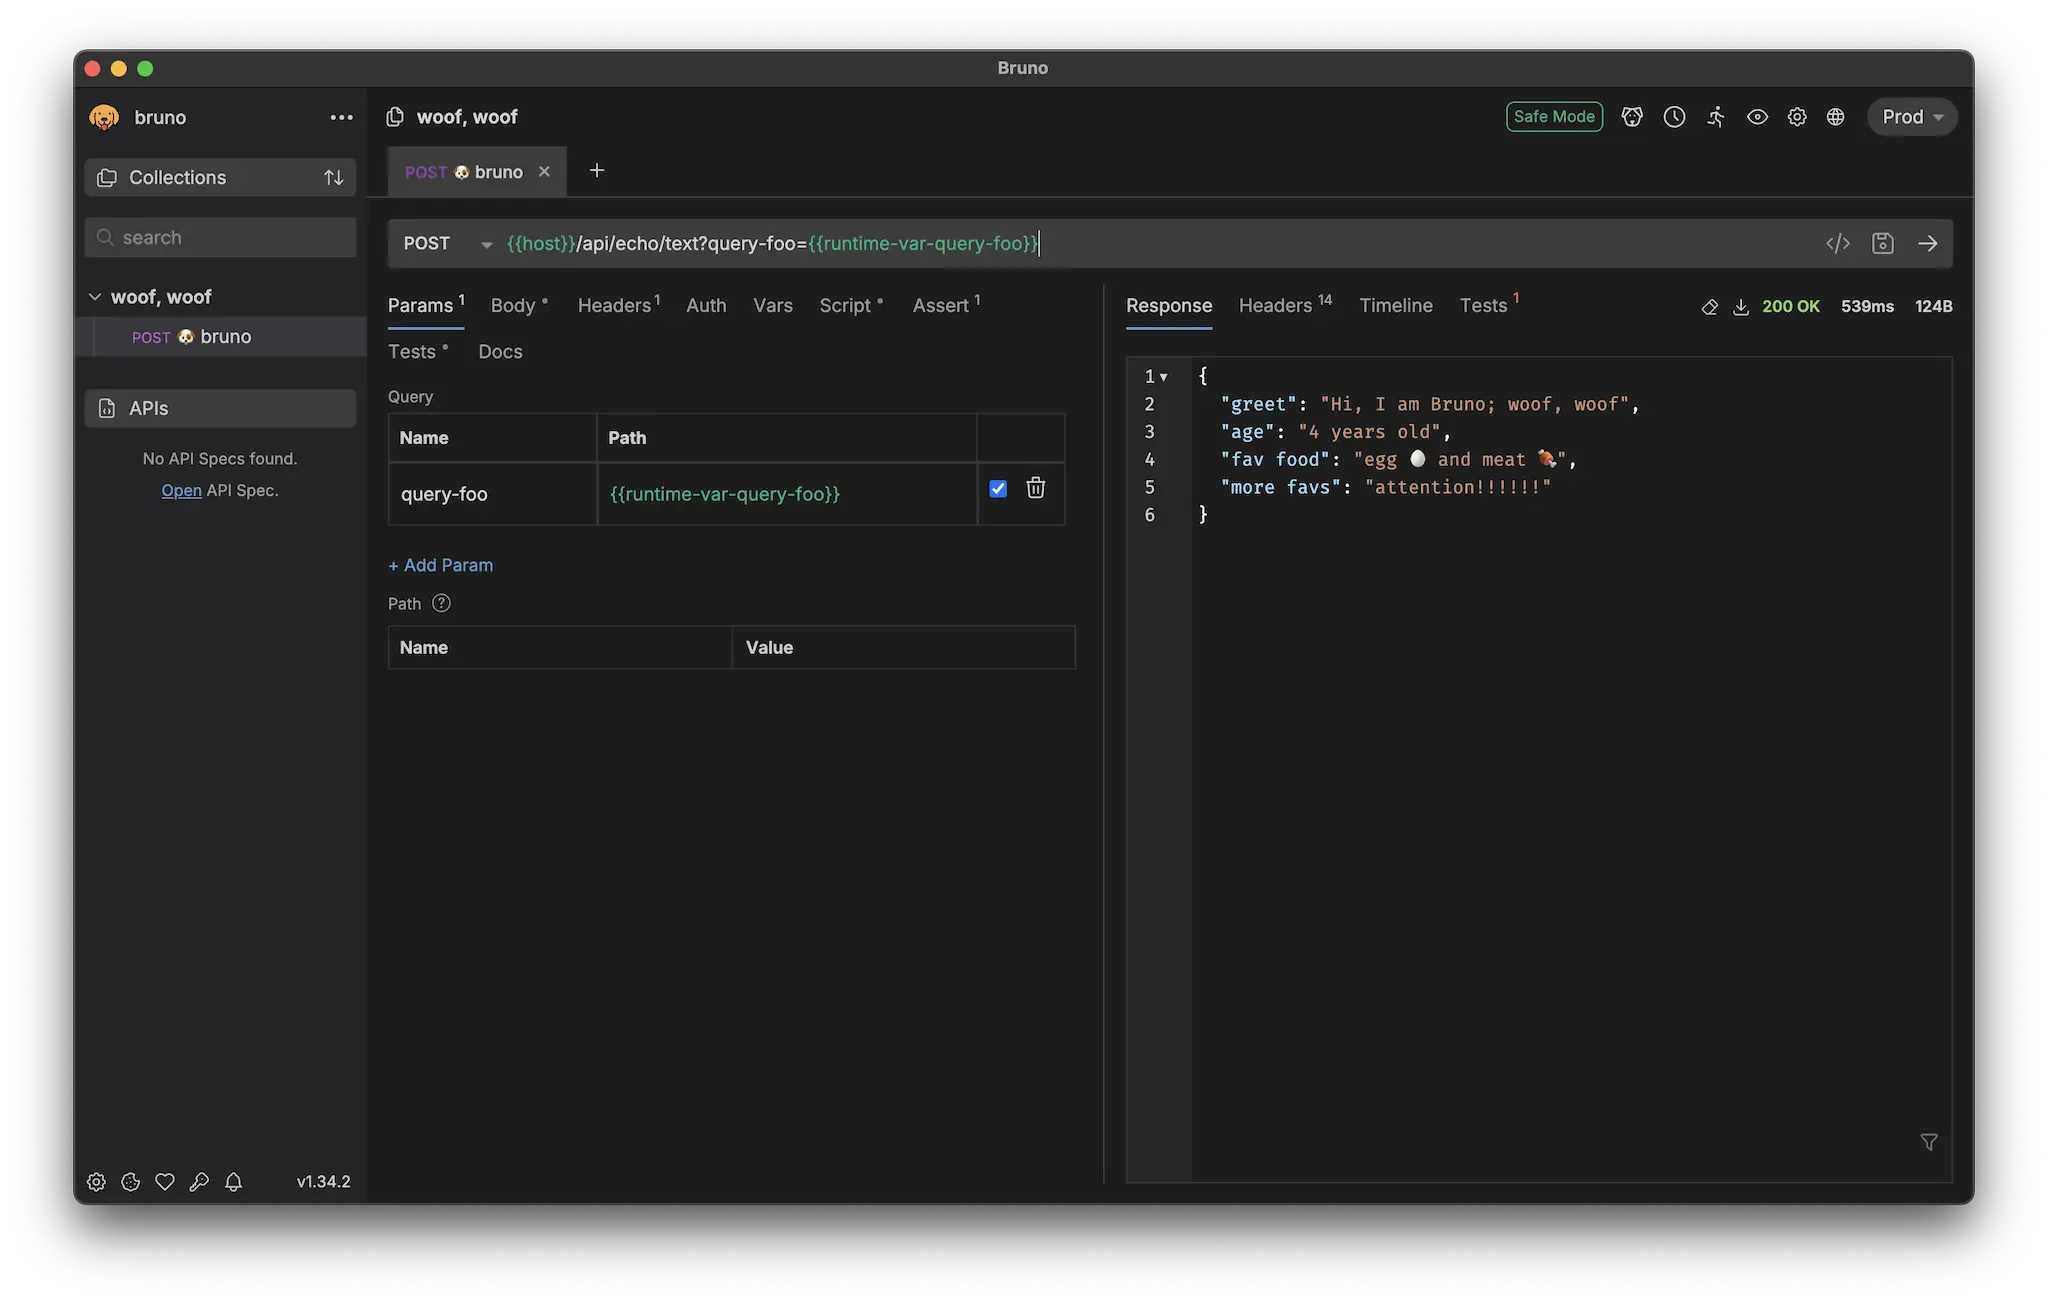 Bruno
bruno
Collections
search
woof, woof
POST 🐶 bruno
APIs
No API Specs found.
Open API Spec.
v1.34.2
woof, woof
Safe Mode
Prod
POST 🐶 bruno
POST {{host}}/api/echo/text?query-foo={{runtime-var-query-foo}}
Params 1 Body Headers 1 Auth Vars Script Assert 1
Tests Docs
Query
Name Path
query-foo {{runtime-var-query-foo}}
+ Add Param
Path ?
Name Value
Response Headers 14 Timeline Tests 1 200 OK 539ms 124B
1 {
2 "greet": "Hi, I am Bruno; woof, woof",
3 "age": "4 years old",
4 "fav food": "egg 🥚 and meat 🍖",
5 "more favs": "attention!!!!!!"
6 }